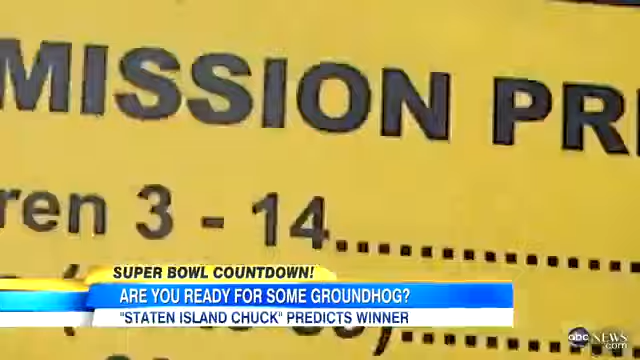 MISSION PRI
ren 3 - 14
SUPER BOWL COUNTDOWN!
ARE YOU READY FOR SOME GROUNDHOG?
"STATEN ISLAND CHUCK" PREDICTS WINNER
abc NEWS
.com